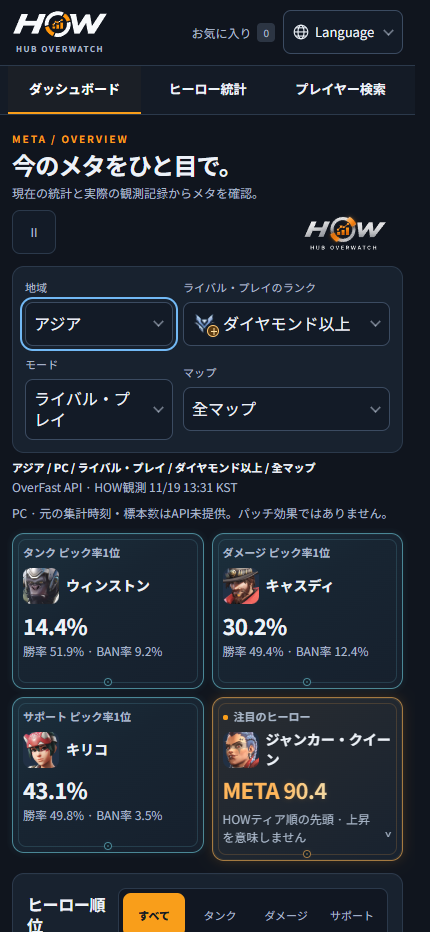 HOW
HUB OVERWATCH
お気に入り 0
Language
ダッシュボード
ヒーロー統計
プレイヤー検索
META / OVERVIEW
今のメタをひと目で。
現在の統計と実際の観測記録からメタを確認。
HOW
HUB OVERWATCH
地域
ライバル・プレイのランク
アジア
ダイヤモンド以上
モード
マップ
ライバル・プ
レイ
全マップ
アジア / PC / ライバル・プレイ / ダイヤモンド以上 / 全マップ
OverFast API · HOW観測 11/19 13:31 KST
PC · 元の集計時刻・標本数はAPI未提供。パッチ効果ではありません。
タンク ピック率1位
ウィンストン
14.4%
勝率 51.9% · BAN率 9.2%
ダメージ ピック率1位
キャスディ
30.2%
勝率 49.4% · BAN率 12.4%
サポート ピック率1位
キリコ
43.1%
勝率 49.8% · BAN率 3.5%
注目のヒーロー
ジャンカー・クイー
ン
META 90.4
HOWティア順の先頭 · 上昇
を意味しません
ヒーロー順
位
すべて
タンク
ダメージ
サポート